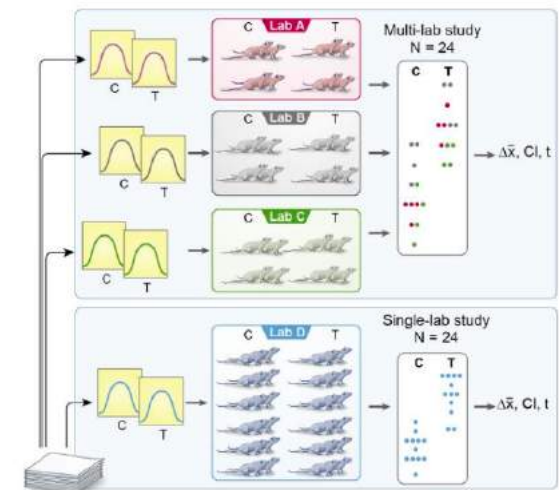 C Lab A T
Multi-lab study
N = 24
C T
C
T
C Lab B T
Δx̄, CI, t
C
T
C Lab C T
C
T
C Lab D T
Single-lab study
N = 24
C T
C
T
Δx̄, CI, t